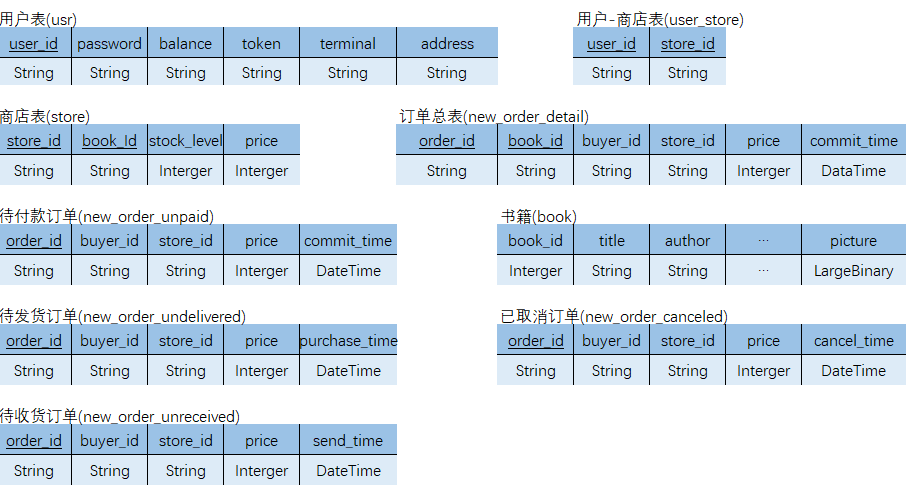 用户表(usr)
user_id password balance token terminal address
String String String String String String
用户-商店表(user_store)
user_id store_id
String String
商店表(store)
store_id book_Id stock_level price
String String Interger Interger
订单总表(new_order_detail)
order_id book_id buyer_id store_id price commit_time
String String String String Interger DataTime
待付款订单(new_order_unpaid)
order_id buyer_id store_id price commit_time
String String String Interger DateTime
书籍(book)
book_id title author ... picture
Interger String String ... LargeBinary
待发货订单(new_order_undelivered)
order_id buyer_id store_id price purchase_time
String String String Interger DateTime
已取消订单(new_order_canceled)
order_id buyer_id store_id price cancel_time
String String String Interger DateTime
待收货订单(new_order_unreceived)
order_id buyer_id store_id price send_time
String String String Interger DateTime